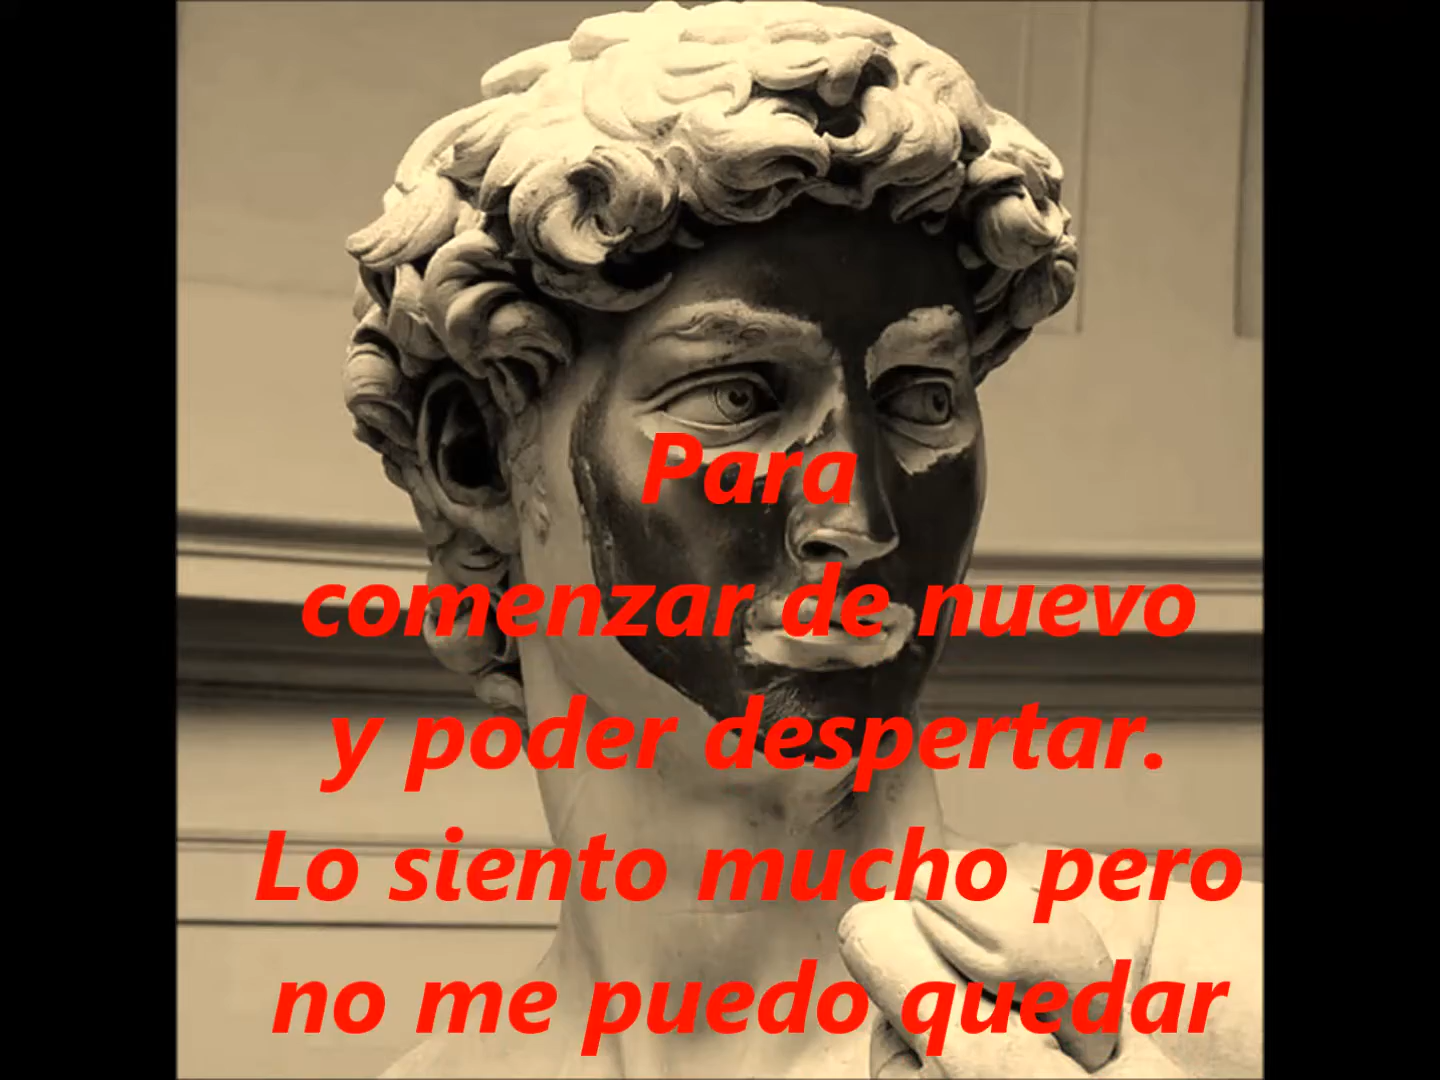 Para
comenzar de nuevo
y poder despertar.
Lo siento mucho pero
no me puedo quedar